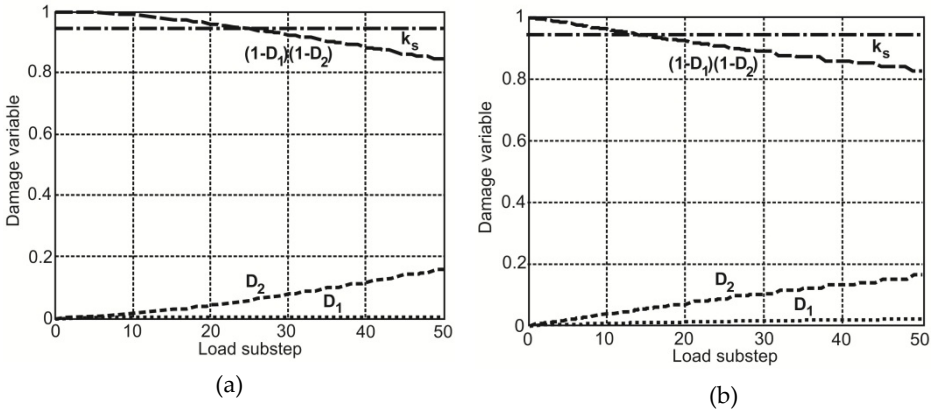 1
0.8
0.6
0.4
0.2
0
Damage variable
k_s
(1-D_1)(1-D_2)
D_2
D_1
0 10 20 30 40 50
Load substep
(a)
1
0.8
0.6
0.4
0.2
0
Damage variable
k_s
(1-D_1)(1-D_2)
D_2
D_1
0 10 20 30 40 50
Load substep
(b)